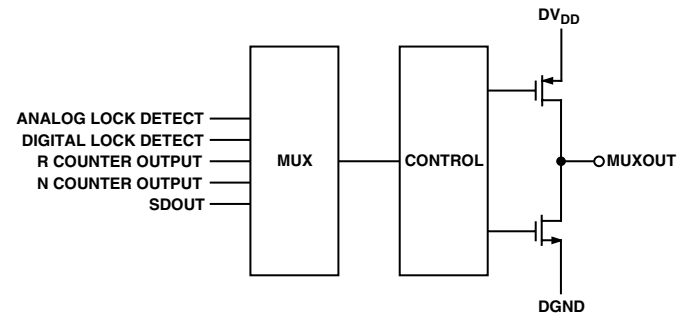 DVDD
ANALOG LOCK DETECT
DIGITAL LOCK DETECT
R COUNTER OUTPUT
N COUNTER OUTPUT
SDOUT
MUX
CONTROL
MUXOUT
DGND